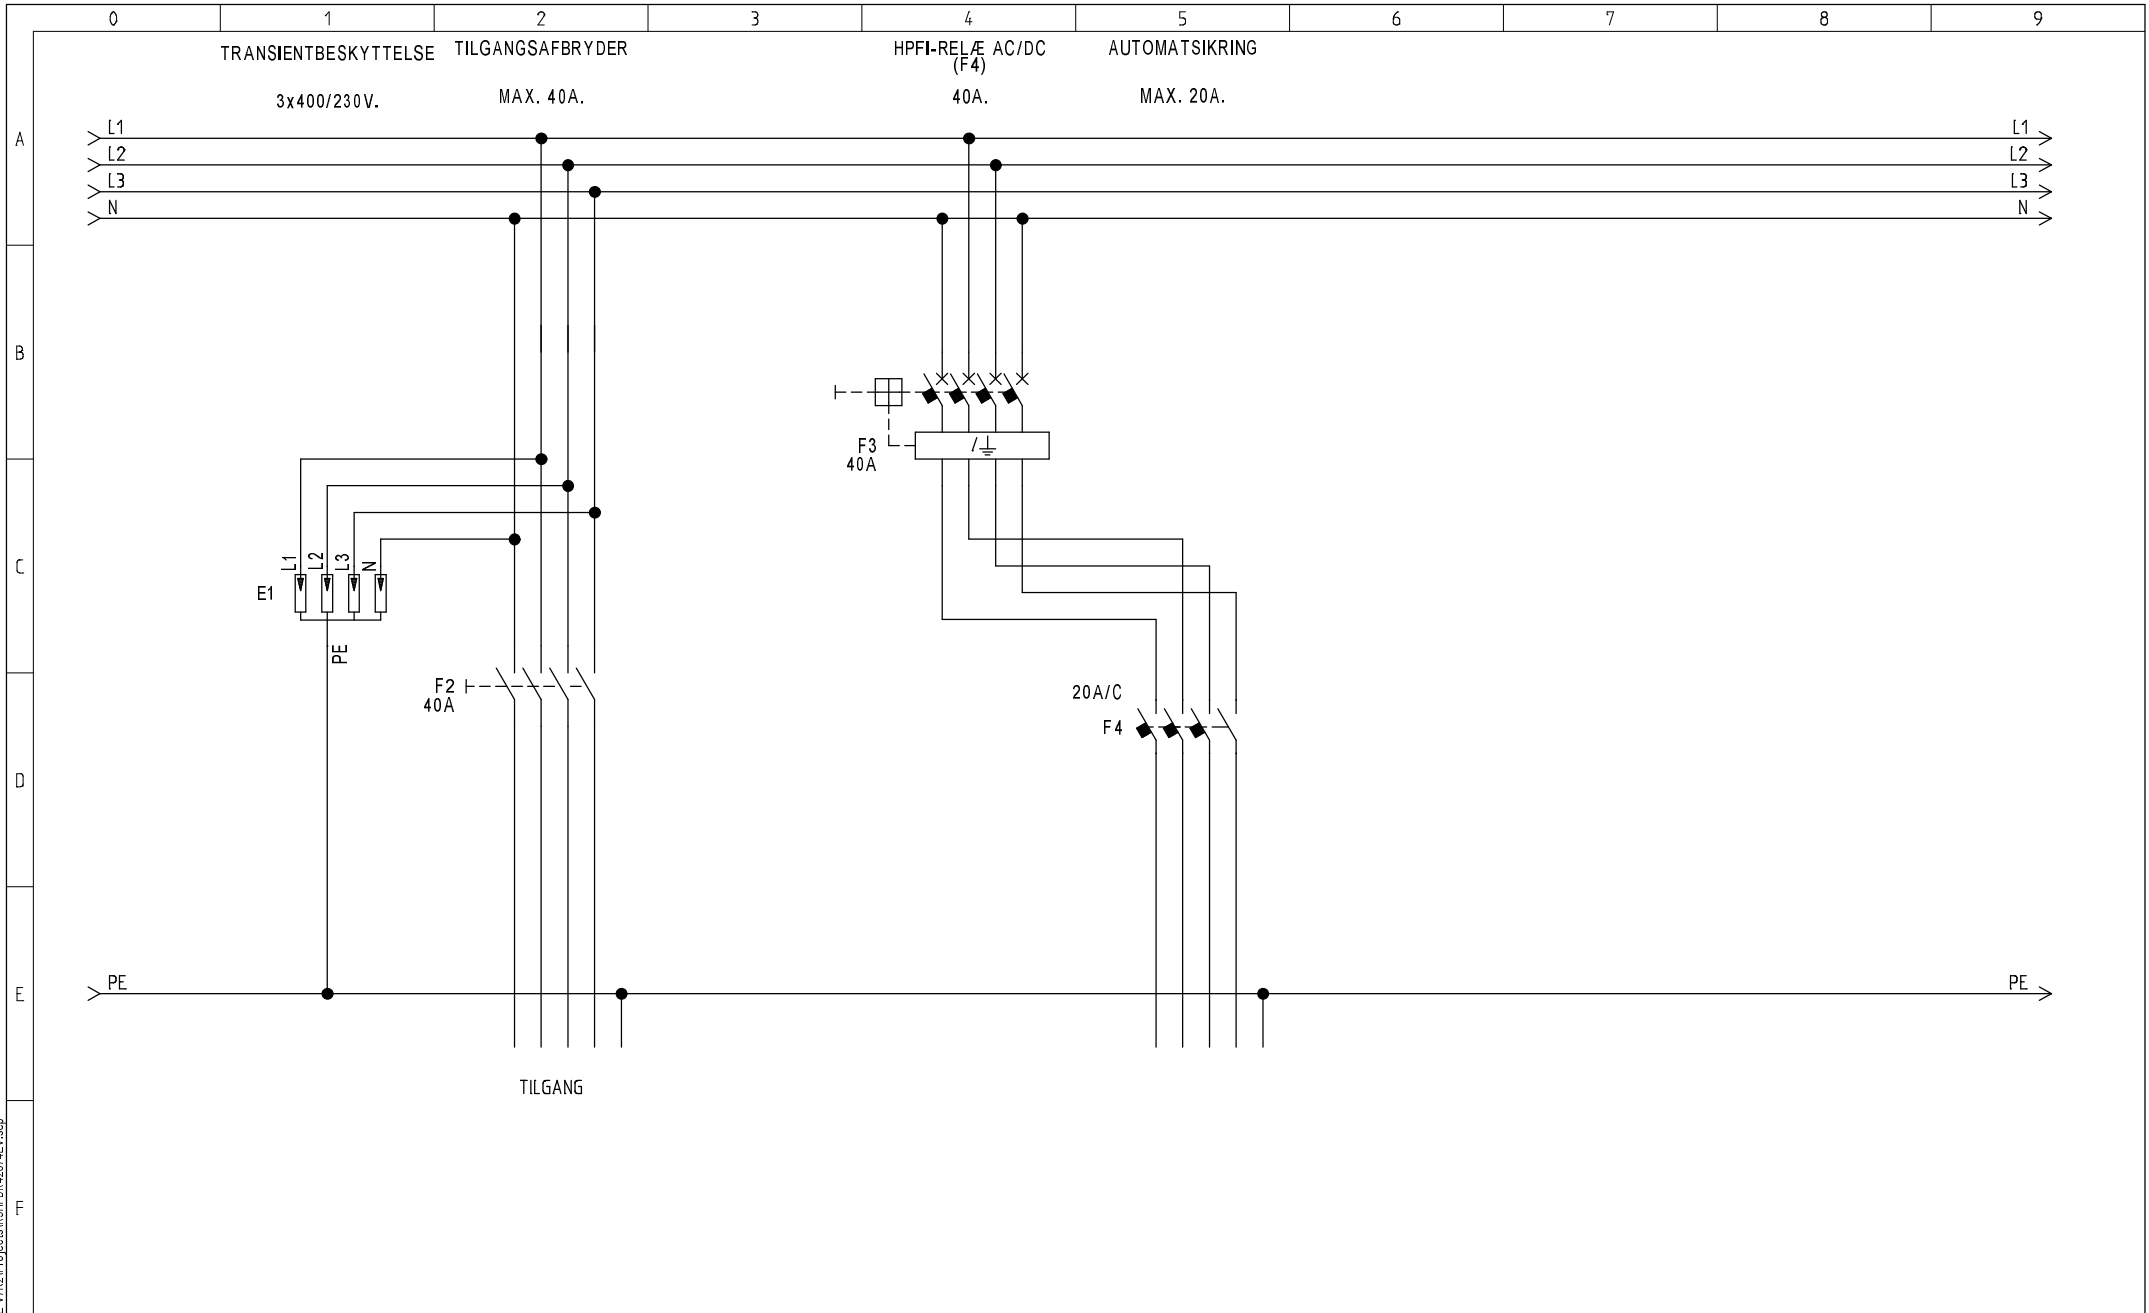 0 1 2 3 4 5 6 7 8 9
TRANSIENTBESKYTTELSE
3x400/230V.
TILGANGSAFBRYDER
MAX. 40A.
HPFI-RELÆ AC/DC
(F4)
40A.
AUTOMATSIKRING
MAX. 20A.
A
L1 L1
L2 L2
L3 L3
N N
B
F3
40A
C
L1 L2 L3 N
E1
PE
F2
40A
20A/C
F4
D
E
PE PE
TILGANG
F